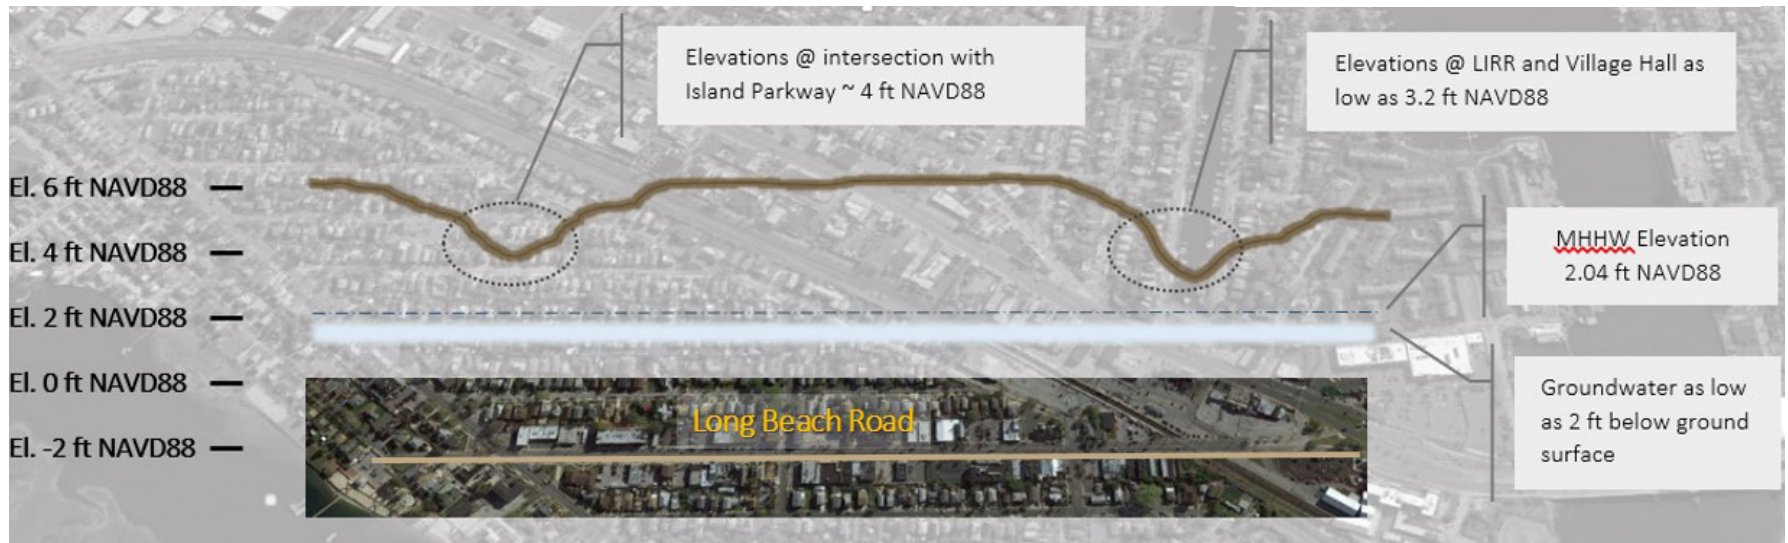 Elevations @ intersection with
Island Parkway ~ 4 ft NAVD88
Elevations @ LIRR and Village Hall as
low as 3.2 ft NAVD88
El. 6 ft NAVD88
El. 4 ft NAVD88
El. 2 ft NAVD88
El. 0 ft NAVD88
El. -2 ft NAVD88
MHHW Elevation
2.04 ft NAVD88
Groundwater as low
as 2 ft below ground
surface
Long Beach Road